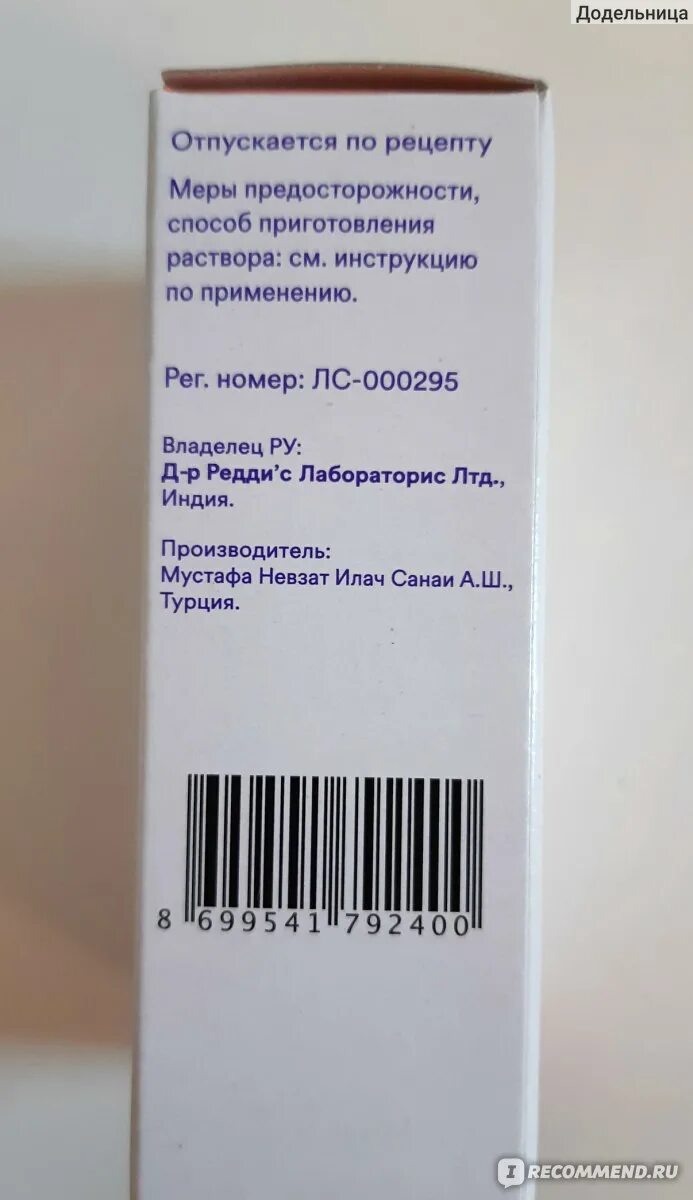 Додельница
Отпускается по рецепту
Меры предосторожности,
способ приготовления
раствора: см. инструкцию
по применению.
Рег. номер: ЛС-000295
Владелец РУ:
Д-р Редди'с Лабораторис Лтд.,
Индия.
Производитель:
Мустафа Невзат Илач Санаи А.Ш.,
Турция.
8 699541 792400
IRECOMMEND.RU